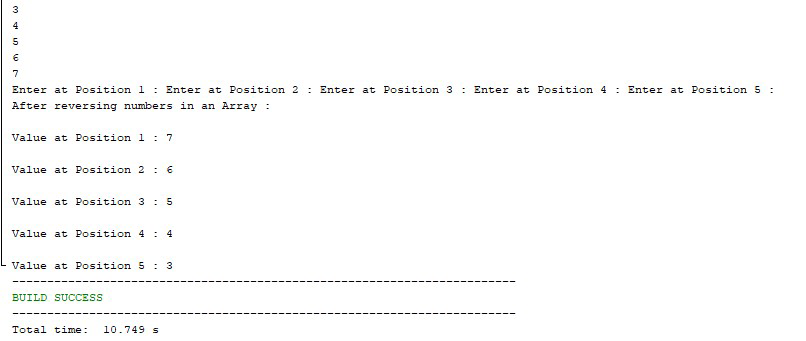 3
4
5
6
7
Enter at Position 1 : Enter at Position 2 : Enter at Position 3 : Enter at Position 4 : Enter at Position 5 :
After reversing numbers in an Array :
Value at Position 1 : 7
Value at Position 2 : 6
Value at Position 3 : 5
Value at Position 4 : 4
Value at Position 5 : 3
------------------------------------------------------------------------
BUILD SUCCESS
------------------------------------------------------------------------
Total time:  10.749 s